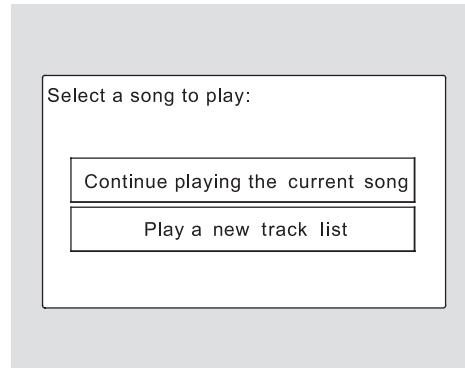 Select a song to play:
Continue playing the current song
Play a new track list